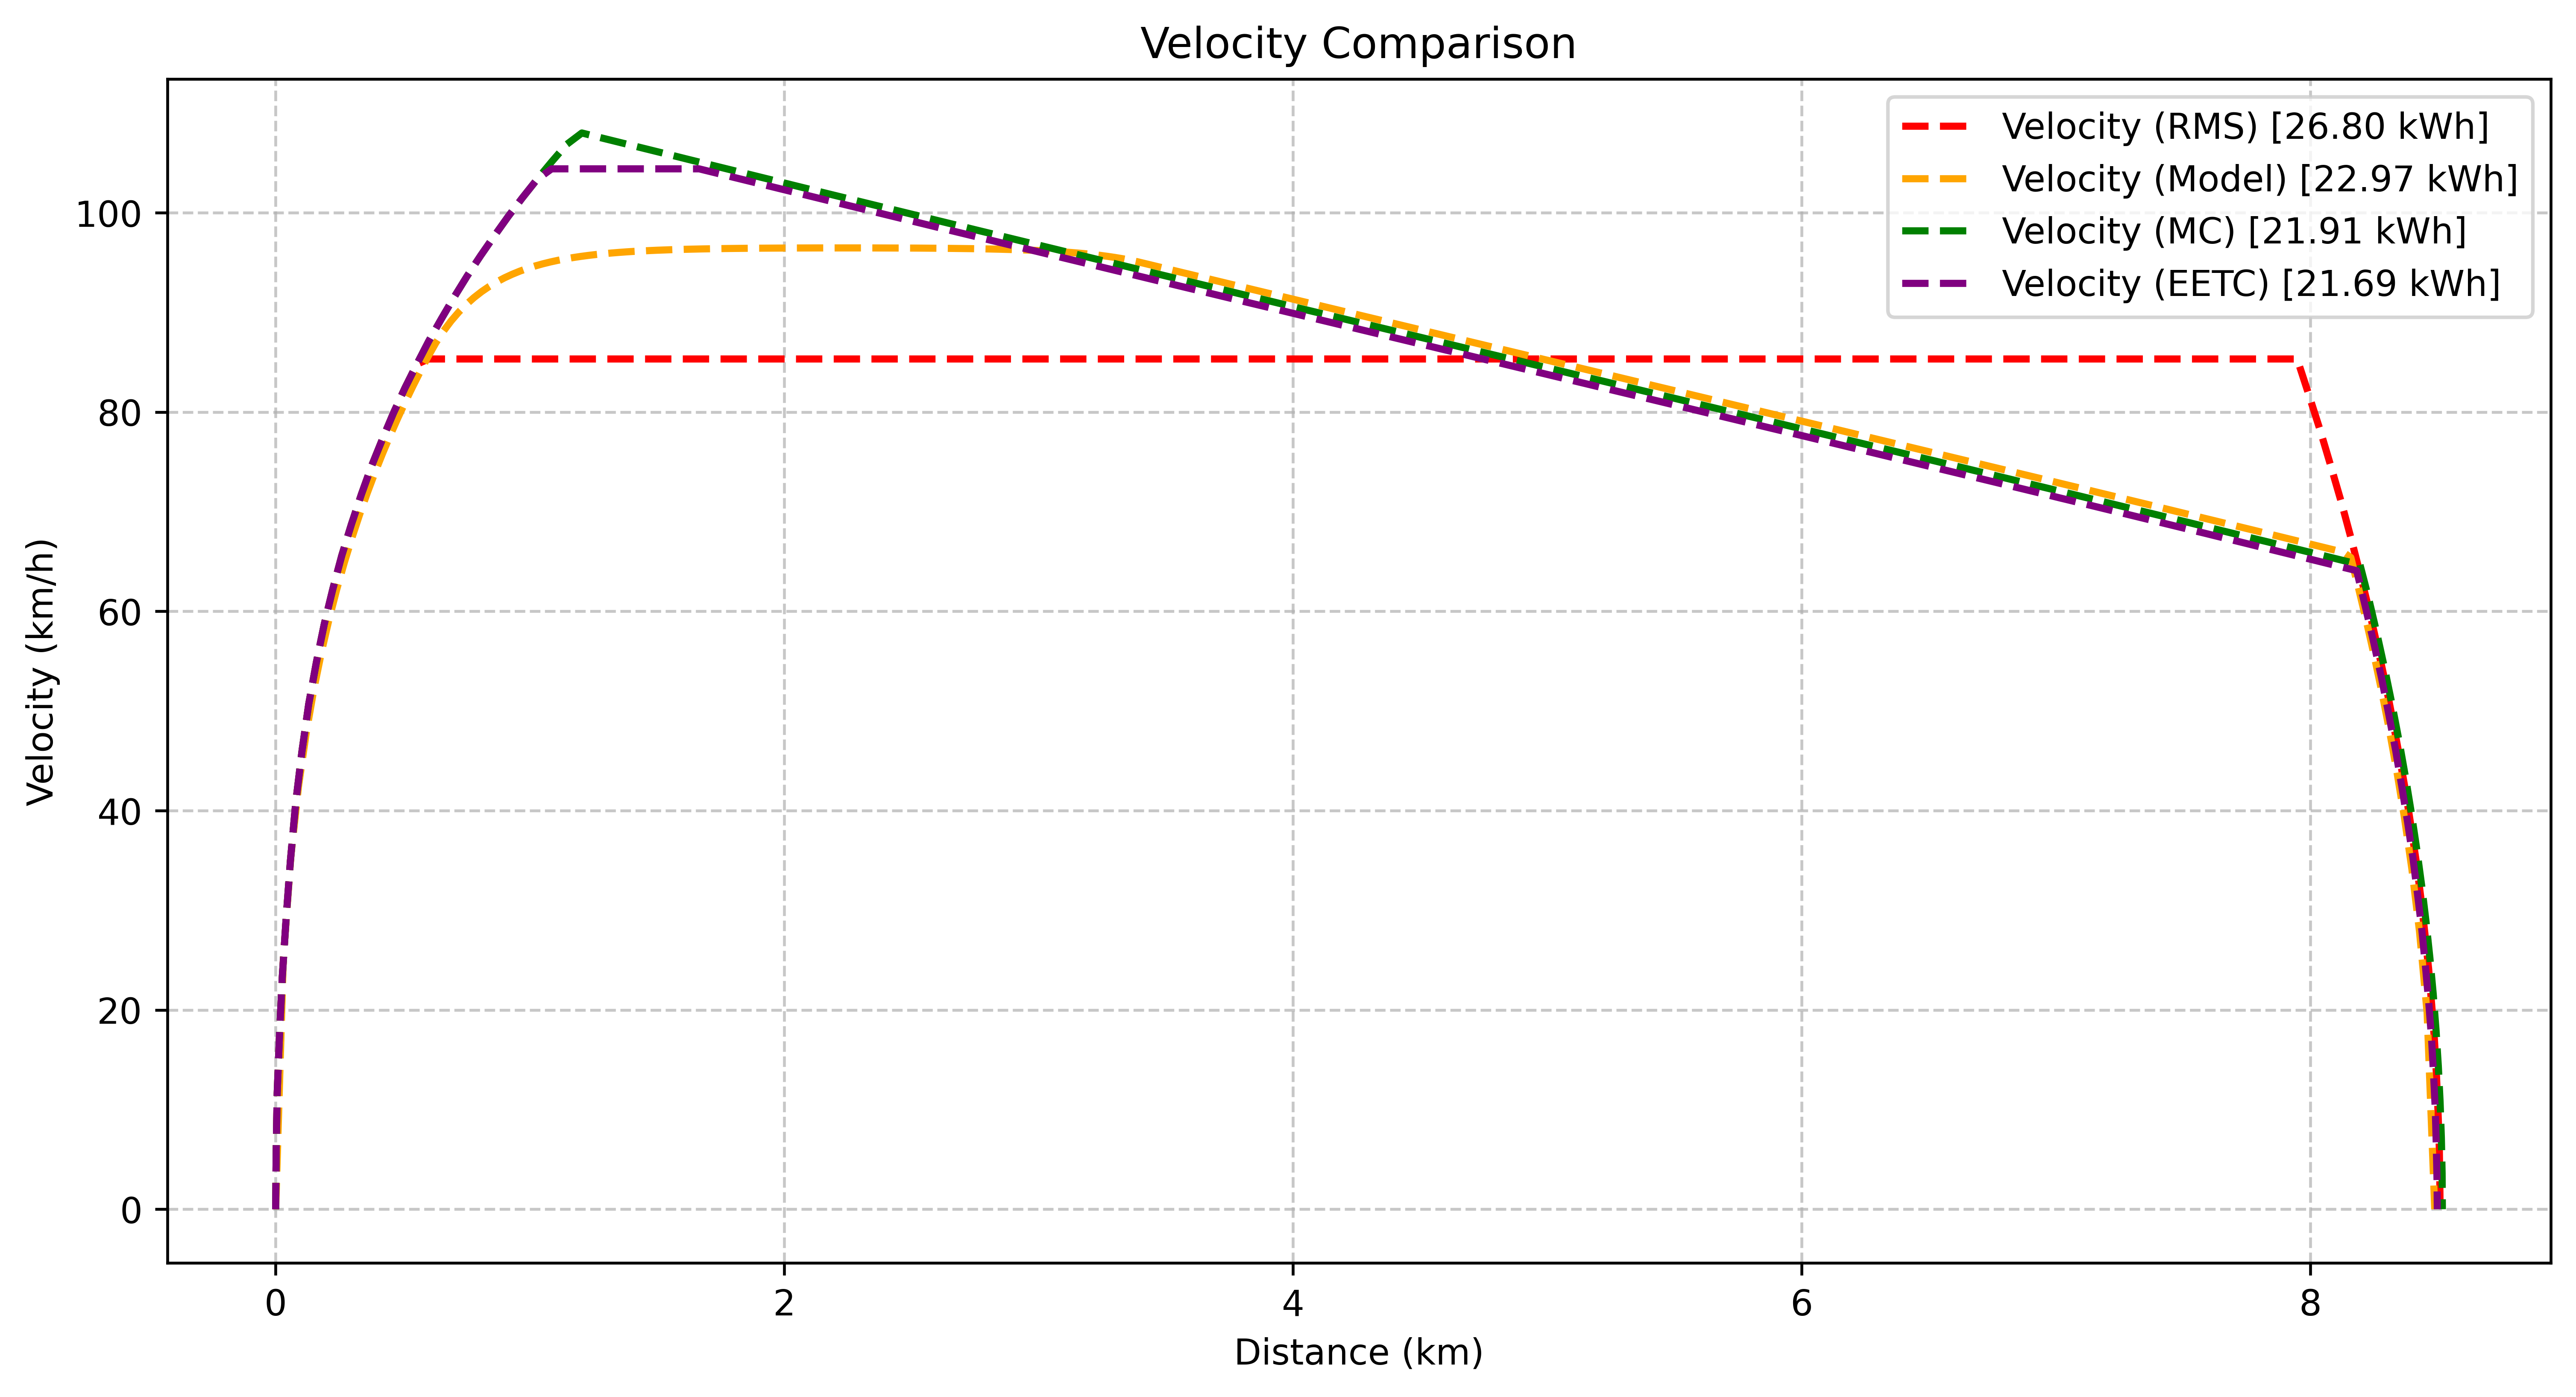 Velocity Comparison
Velocity (RMS) [26.80 kWh]
Velocity (Model) [22.97 kWh]
Velocity (MC) [21.91 kWh]
Velocity (EETC) [21.69 kWh]
Velocity (km/h)
100
80
60
40
20
0
0 2 4 6 8
Distance (km)